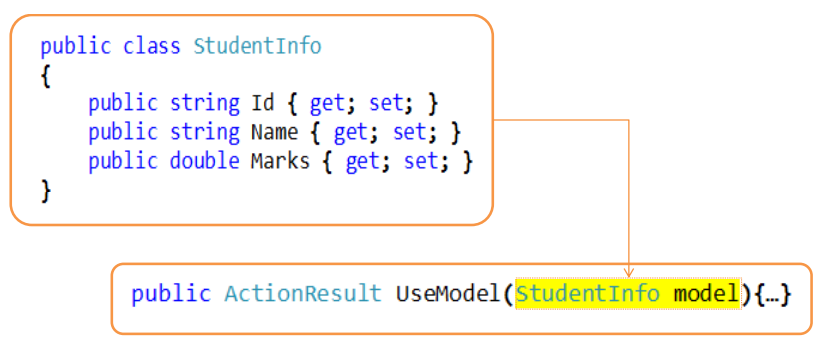 public class StudentInfo
{
public string Id { get; set; }
public string Name { get; set; }
public double Marks { get; set; }
}
public ActionResult UseModel(StudentInfo model){…}